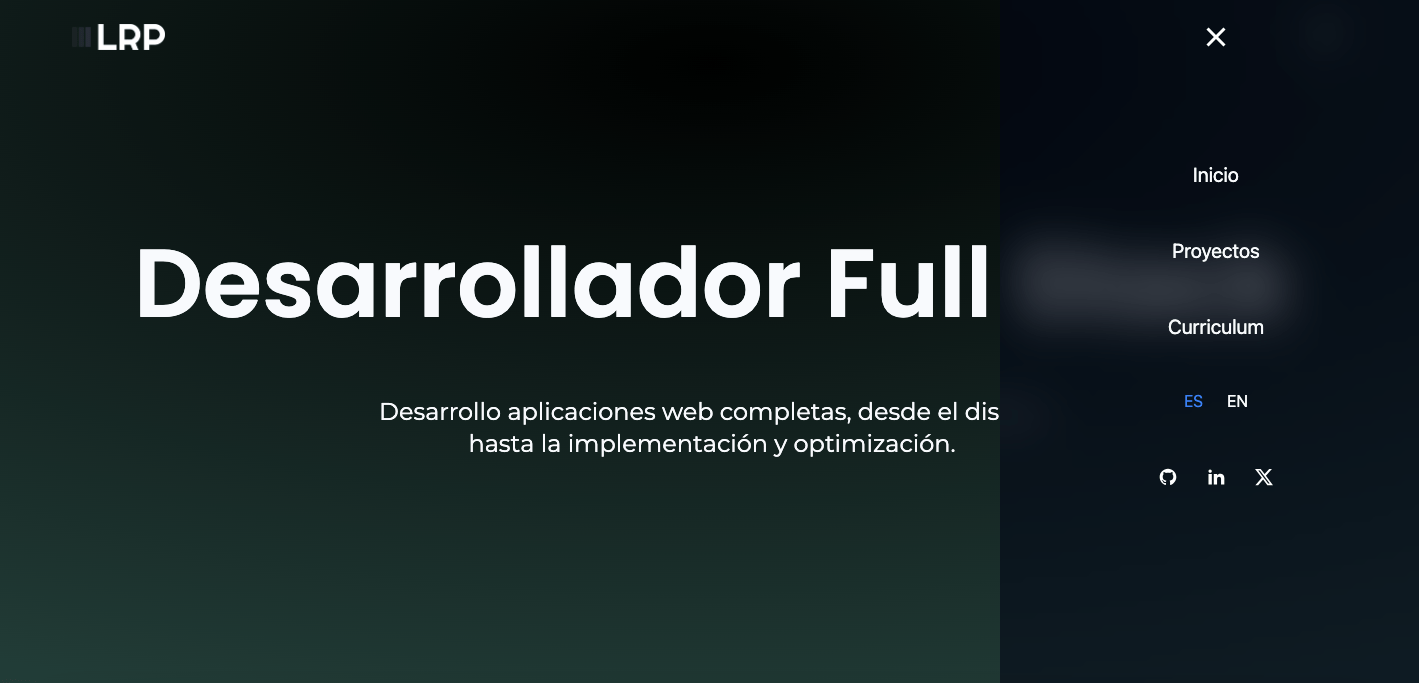 LRP
Inicio
Proyectos
Desarrollador Full
Curriculum
ES EN
Desarrollo aplicaciones web completas, desde el dis
hasta la implementación y optimización.